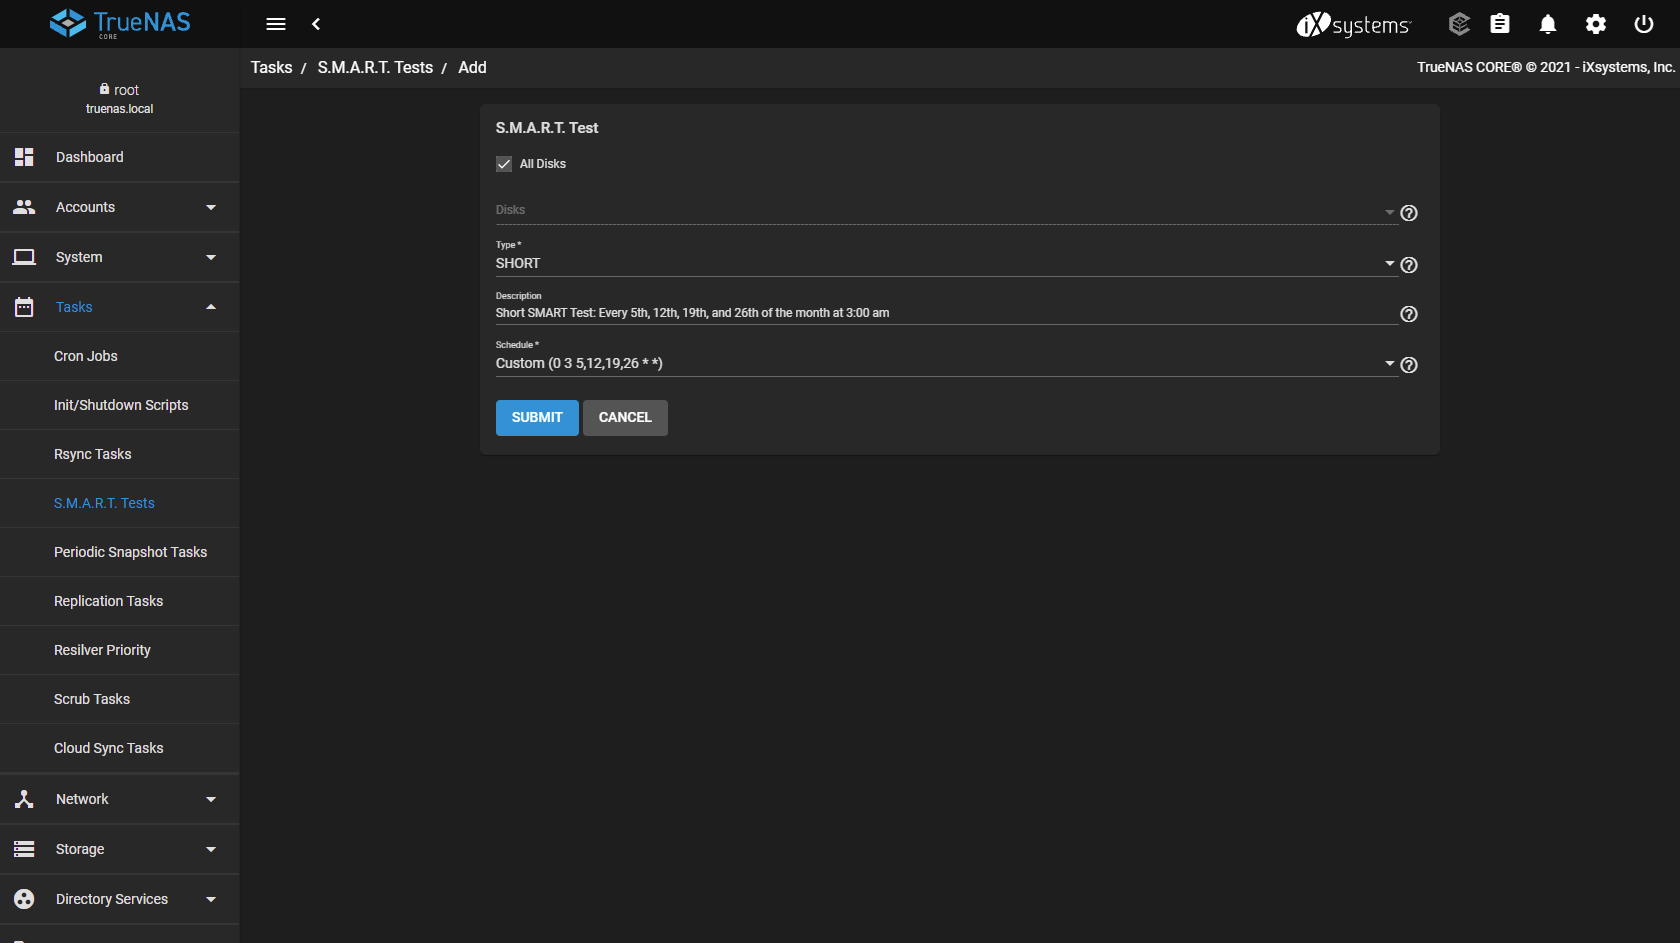 TrueNAS
CORE
iXsystems
Tasks / S.M.A.R.T. Tests / Add
TrueNAS CORE® © 2021 - iXsystems, Inc.
root
truenas.local
Dashboard
Accounts
System
Tasks
Cron Jobs
Init/Shutdown Scripts
Rsync Tasks
S.M.A.R.T. Tests
Periodic Snapshot Tasks
Replication Tasks
Resilver Priority
Scrub Tasks
Cloud Sync Tasks
Network
Storage
Directory Services
S.M.A.R.T. Test
All Disks
Disks
Type *
SHORT
Description
Short SMART Test: Every 5th, 12th, 19th, and 26th of the month at 3:00 am
Schedule *
Custom (0 3 5,12,19,26 * *)
SUBMIT CANCEL